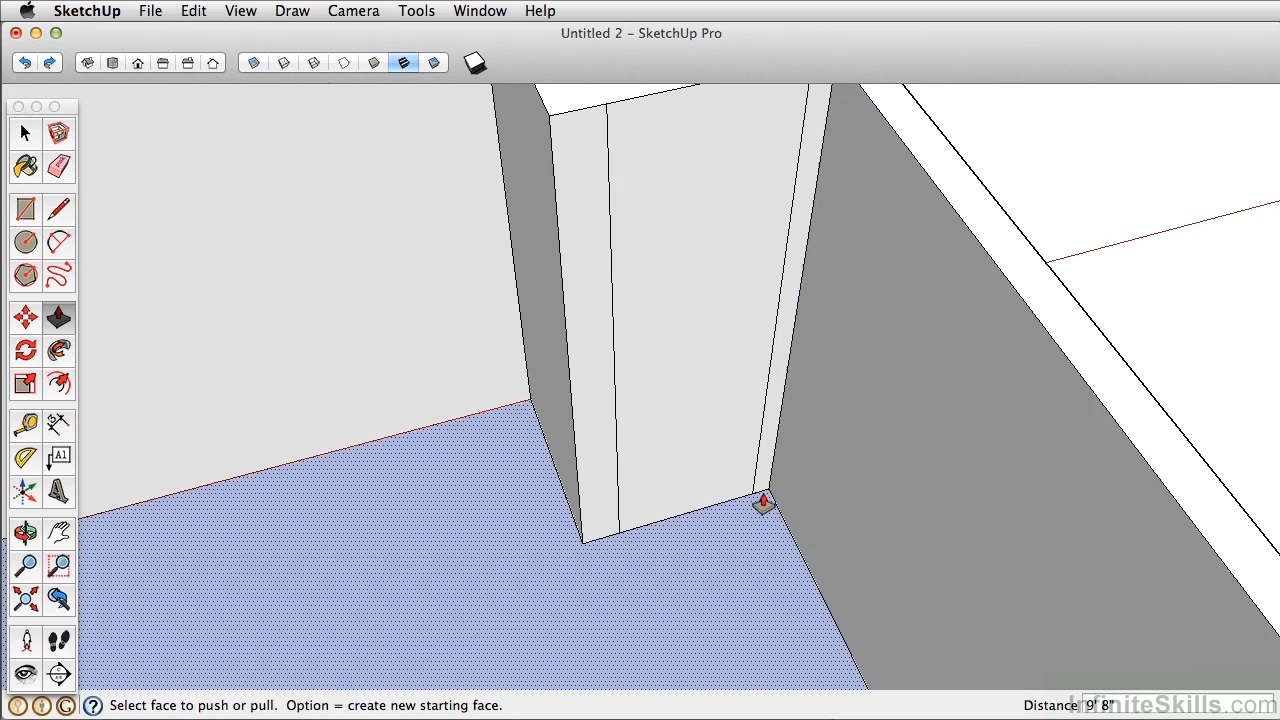 SketchUp File Edit View Draw Camera Tools Window Help
Untitled 2 – SketchUp Pro
A1
Select face to push or pull. Option = create new starting face.
Distance 9' 8"
InfiniteSkills.com